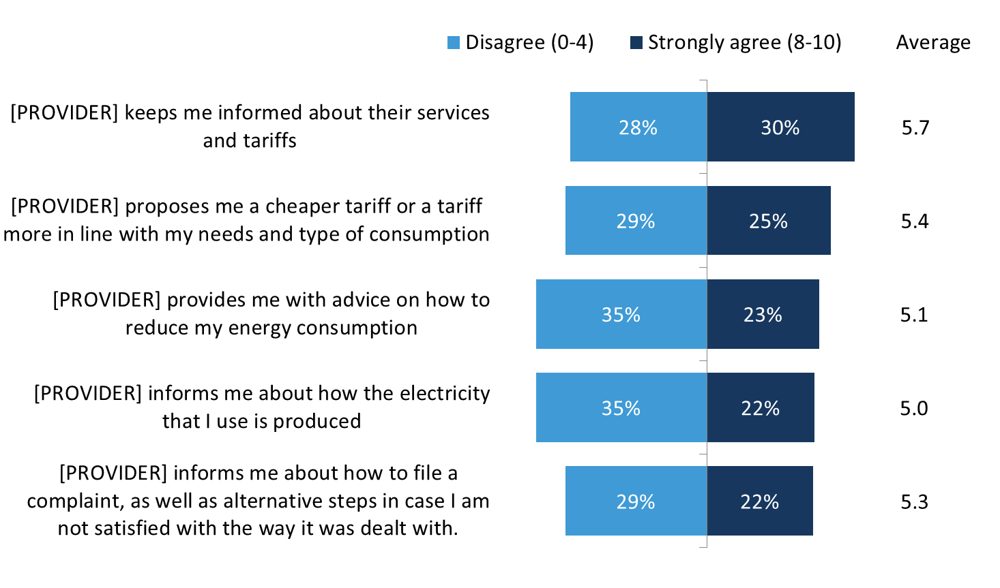 Disagree (0-4) Strongly agree (8-10) Average
[PROVIDER] keeps me informed about their services
and tariffs
28% 30% 5.7
[PROVIDER] proposes me a cheaper tariff or a tariff
more in line with my needs and type of consumption
29% 25% 5.4
[PROVIDER] provides me with advice on how to
reduce my energy consumption
35% 23% 5.1
[PROVIDER] informs me about how the electricity
that I use is produced
35% 22% 5.0
[PROVIDER] informs me about how to file a
complaint, as well as alternative steps in case I am
not satisfied with the way it was dealt with.
29% 22% 5.3